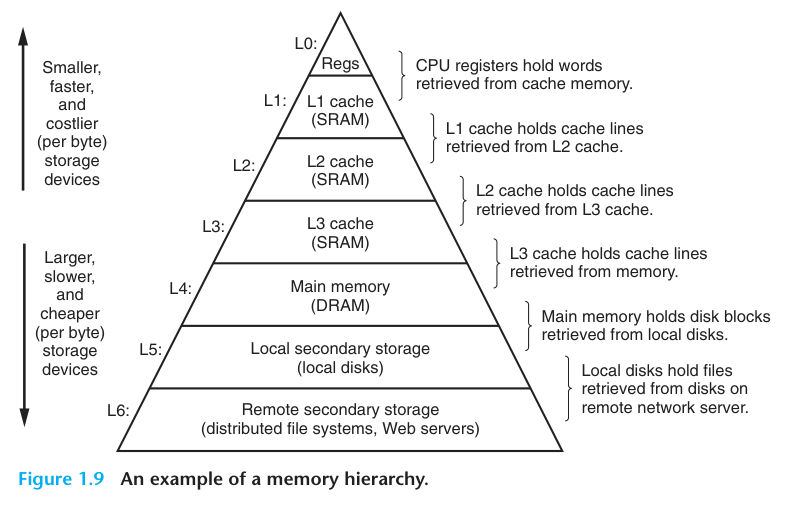 L0:
Regs
CPU registers hold words
retrieved from cache memory.
Smaller,
faster,
and
costlier
(per byte)
storage
devices
L1:
L1 cache
(SRAM)
L1 cache holds cache lines
retrieved from L2 cache.
L2:
L2 cache
(SRAM)
L2 cache holds cache lines
retrieved from L3 cache.
L3:
L3 cache
(SRAM)
L3 cache holds cache lines
retrieved from memory.
Larger,
slower,
and
cheaper
(per byte)
storage
devices
L4:
Main memory
(DRAM)
Main memory holds disk blocks
retrieved from local disks.
L5:
Local secondary storage
(local disks)
Local disks hold files
retrieved from disks on
remote network server.
L6:
Remote secondary storage
(distributed file systems, Web servers)
Figure 1.9 An example of a memory hierarchy.